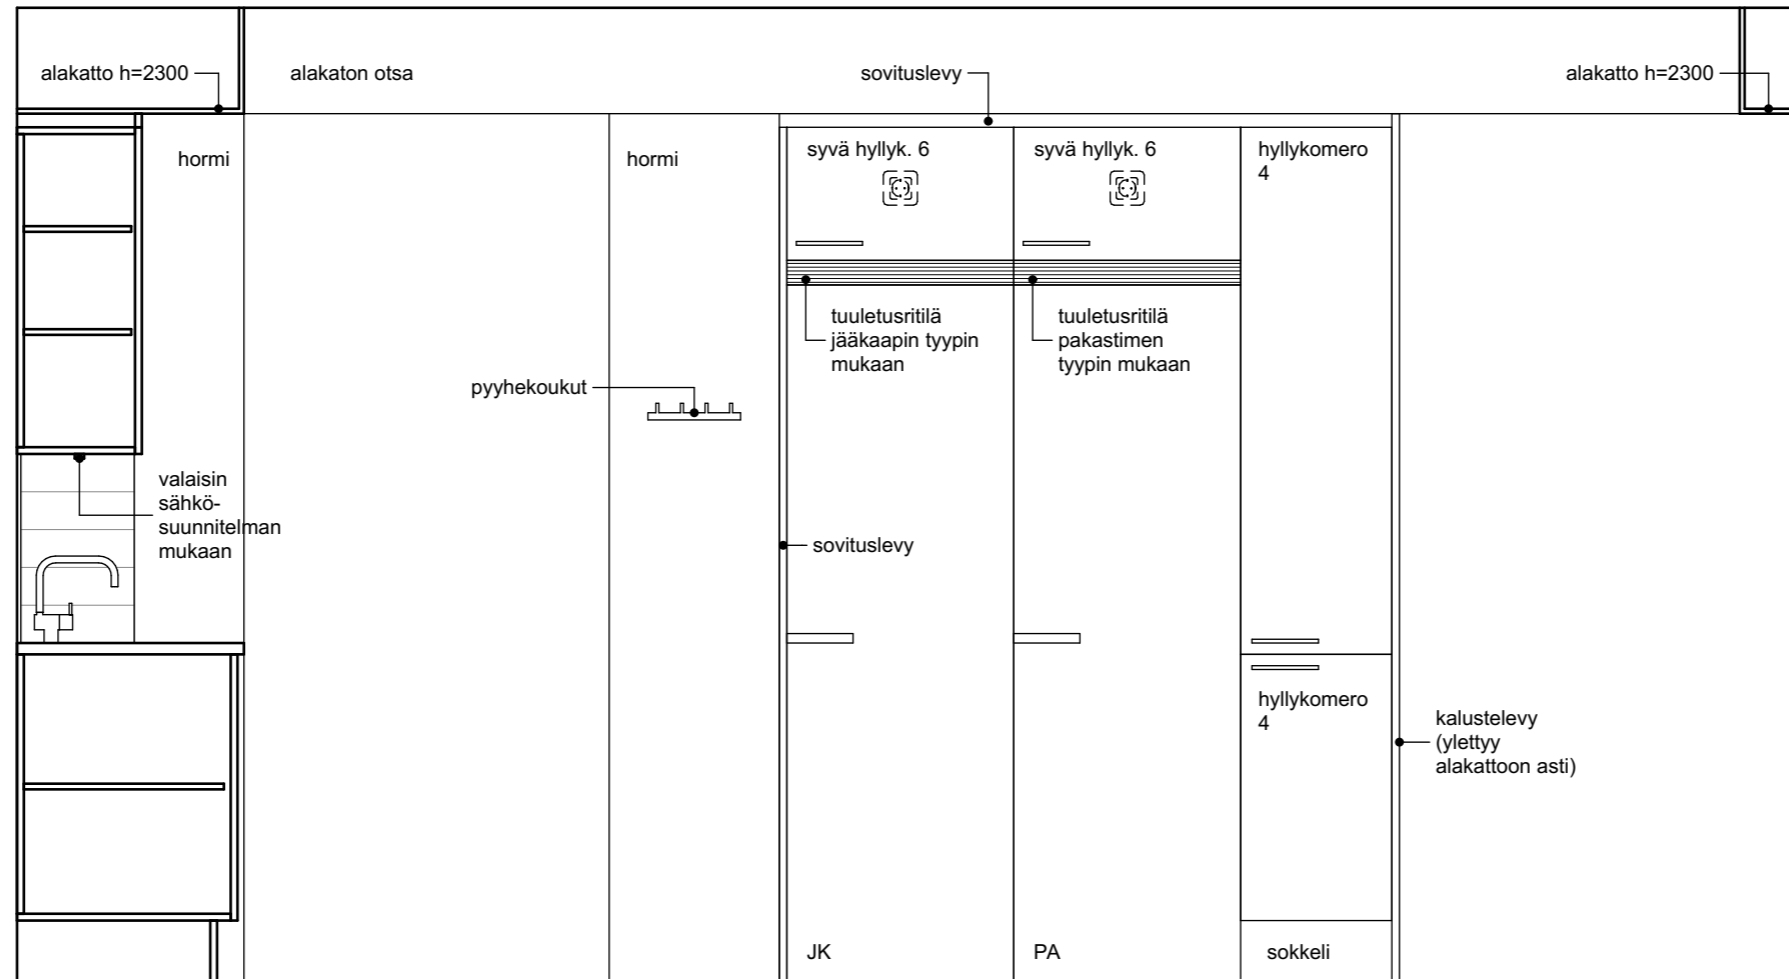 alakatto h=2300
alakaton otsa
sovituslevy
alakatto h=2300
hormi
hormi
syvä hyllyk. 6
syvä hyllyk. 6
hyllykomero
4
tuuletusritilä
jääkaapin tyypin
mukaan
tuuletusritilä
pakastimen
tyypin mukaan
pyyhekoukut
valaisin
sähkö-
suunnitelman
mukaan
sovituslevy
hyllykomero
4
kalustelevy
(ylettyy
alakattoon asti)
JK
PA
sokkeli